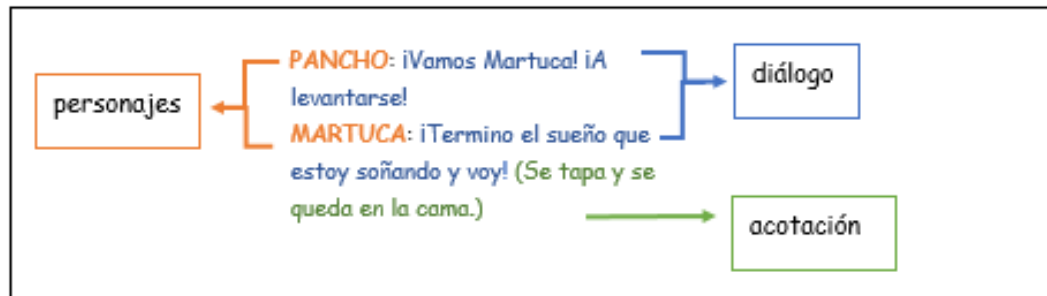 PANCHO: ¡Vamos Martuca! ¡A
levantarse!
MARTUCA: ¡Termino el sueño que
estoy soñando y voy! (Se tapa y se
queda en la cama.)
personajes
diálogo
acotación